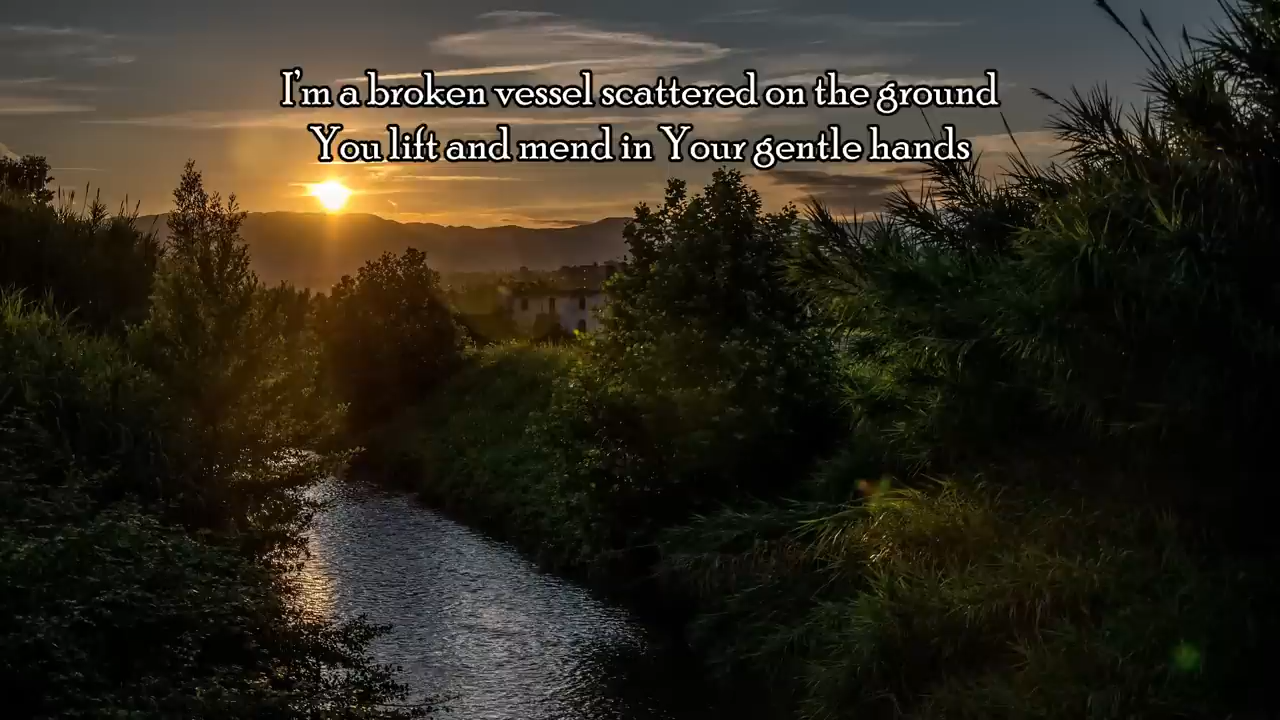 I'm a broken vessel scattered on the ground
You lift and mend in Your gentle hands